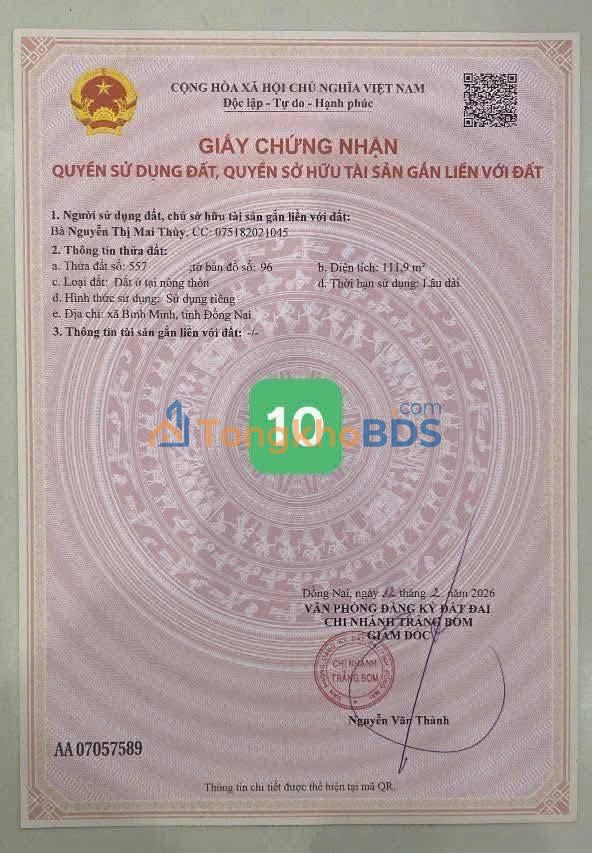 CỘNG HÒA XÃ HỘI CHỦ NGHĨA VIỆT NAM
Độc lập - Tự do - Hạnh phúc
GIẤY CHỨNG NHẬN
QUYỀN SỬ DỤNG ĐẤT, QUYỀN SỞ HỮU TÀI SẢN GẮN LIỀN VỚI ĐẤT
1. Người sử dụng đất, chủ sở hữu tài sản gắn liền với đất:
Bà Nguyễn Thị Mai Thùy, CC: 075182021045
2. Thông tin thửa đất:
a. Thửa đất số: 557 ;tờ bản đồ số: 96 b. Diện tích: 111,9 m²
c. Loại đất: Đất ở tại nông thôn d. Thời hạn sử dụng: Lâu dài
đ. Hình thức sử dụng: Sử dụng riêng
e. Địa chỉ: xã Bình Minh, tỉnh Đồng Nai
3. Thông tin tài sản gắn liền với đất: -/-
10
TongkhoBDS.com
Đồng Nai, ngày 12 tháng 2 năm 2026
VĂN PHÒNG ĐĂNG KÝ ĐẤT ĐAI
CHI NHÁNH TRẢNG BOM
GIÁM ĐỐC
CHI NHÁNH
TRẢNG BOM
Nguyễn Văn Thành
AA 07057589
Thông tin chi tiết được thể hiện tại mã QR.